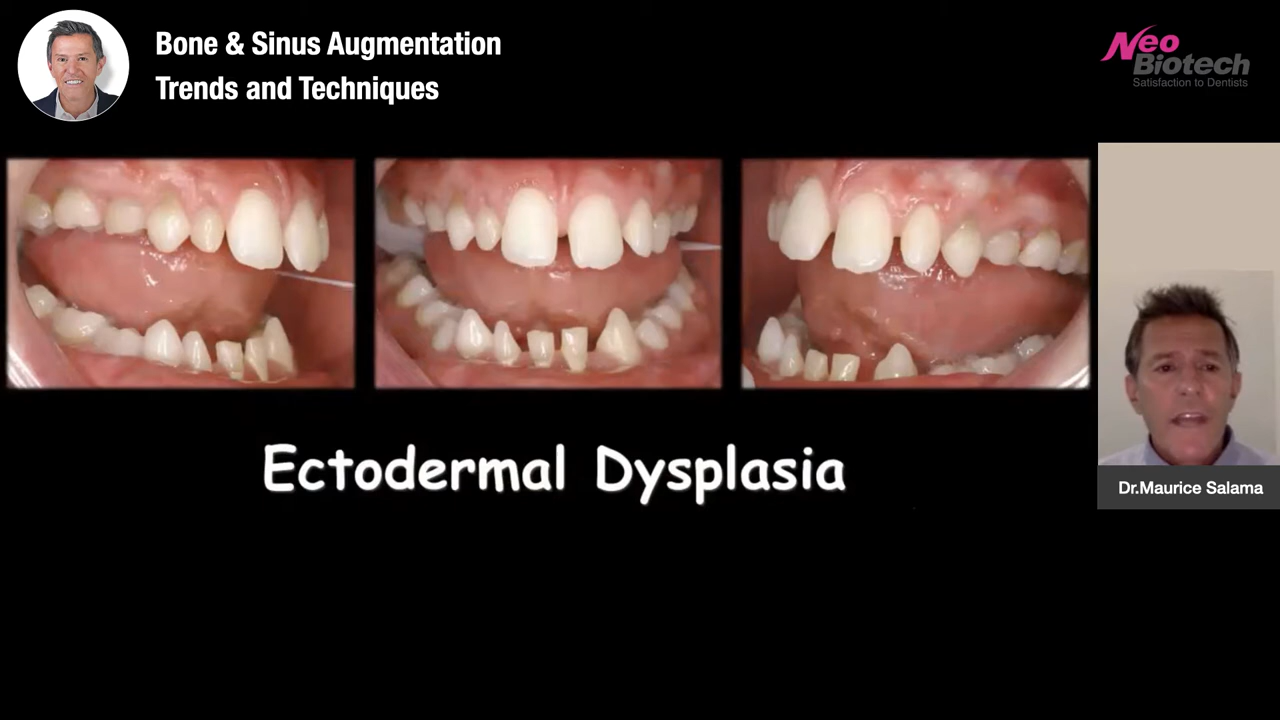 Bone & Sinus Augmentation
Trends and Techniques
Neo
Biotech
Satisfaction to Dentists
Ectodermal Dysplasia
Dr.Maurice Salama